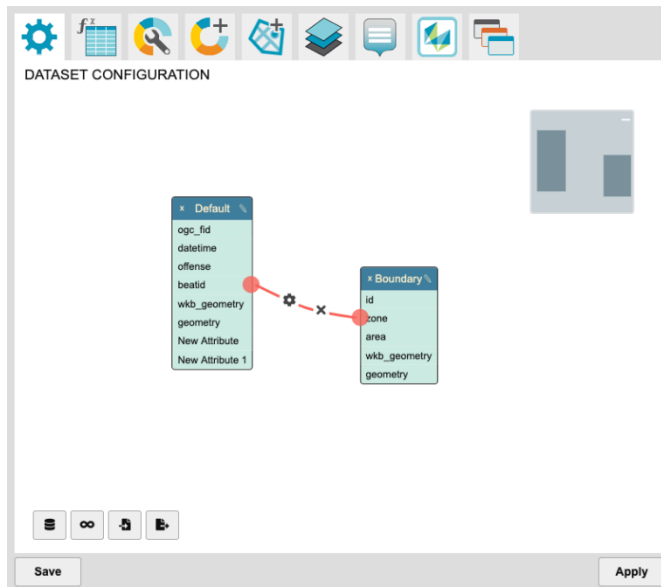 f x
DATASET CONFIGURATION
x Default
ogc_fid
datetime
offense
beatid
wkb_geometry
geometry
New Attribute
New Attribute 1
x Boundary
id
zone
area
wkb_geometry
geometry
Save
Apply